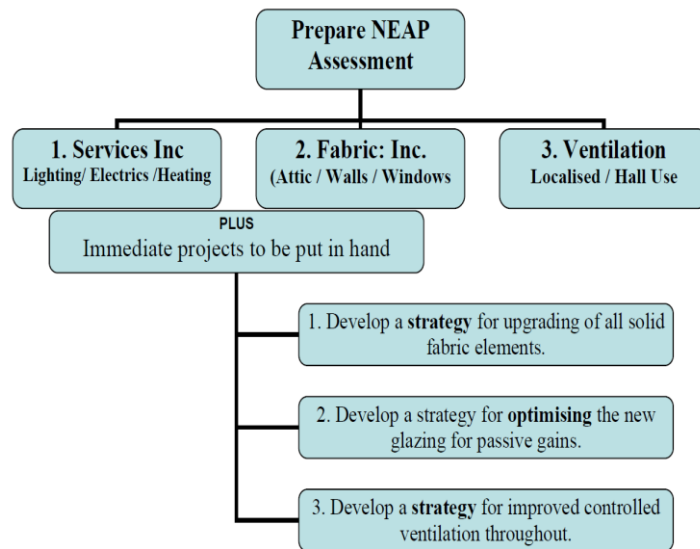 Prepare NEAP
Assessment
1. Services Inc
Lighting/ Electrics /Heating
2. Fabric: Inc.
(Attic / Walls / Windows
3. Ventilation
Localised / Hall Use
PLUS
Immediate projects to be put in hand
1. Develop a strategy for upgrading of all solid
fabric elements.
2. Develop a strategy for optimising the new
glazing for passive gains.
3. Develop a strategy for improved controlled
ventilation throughout.